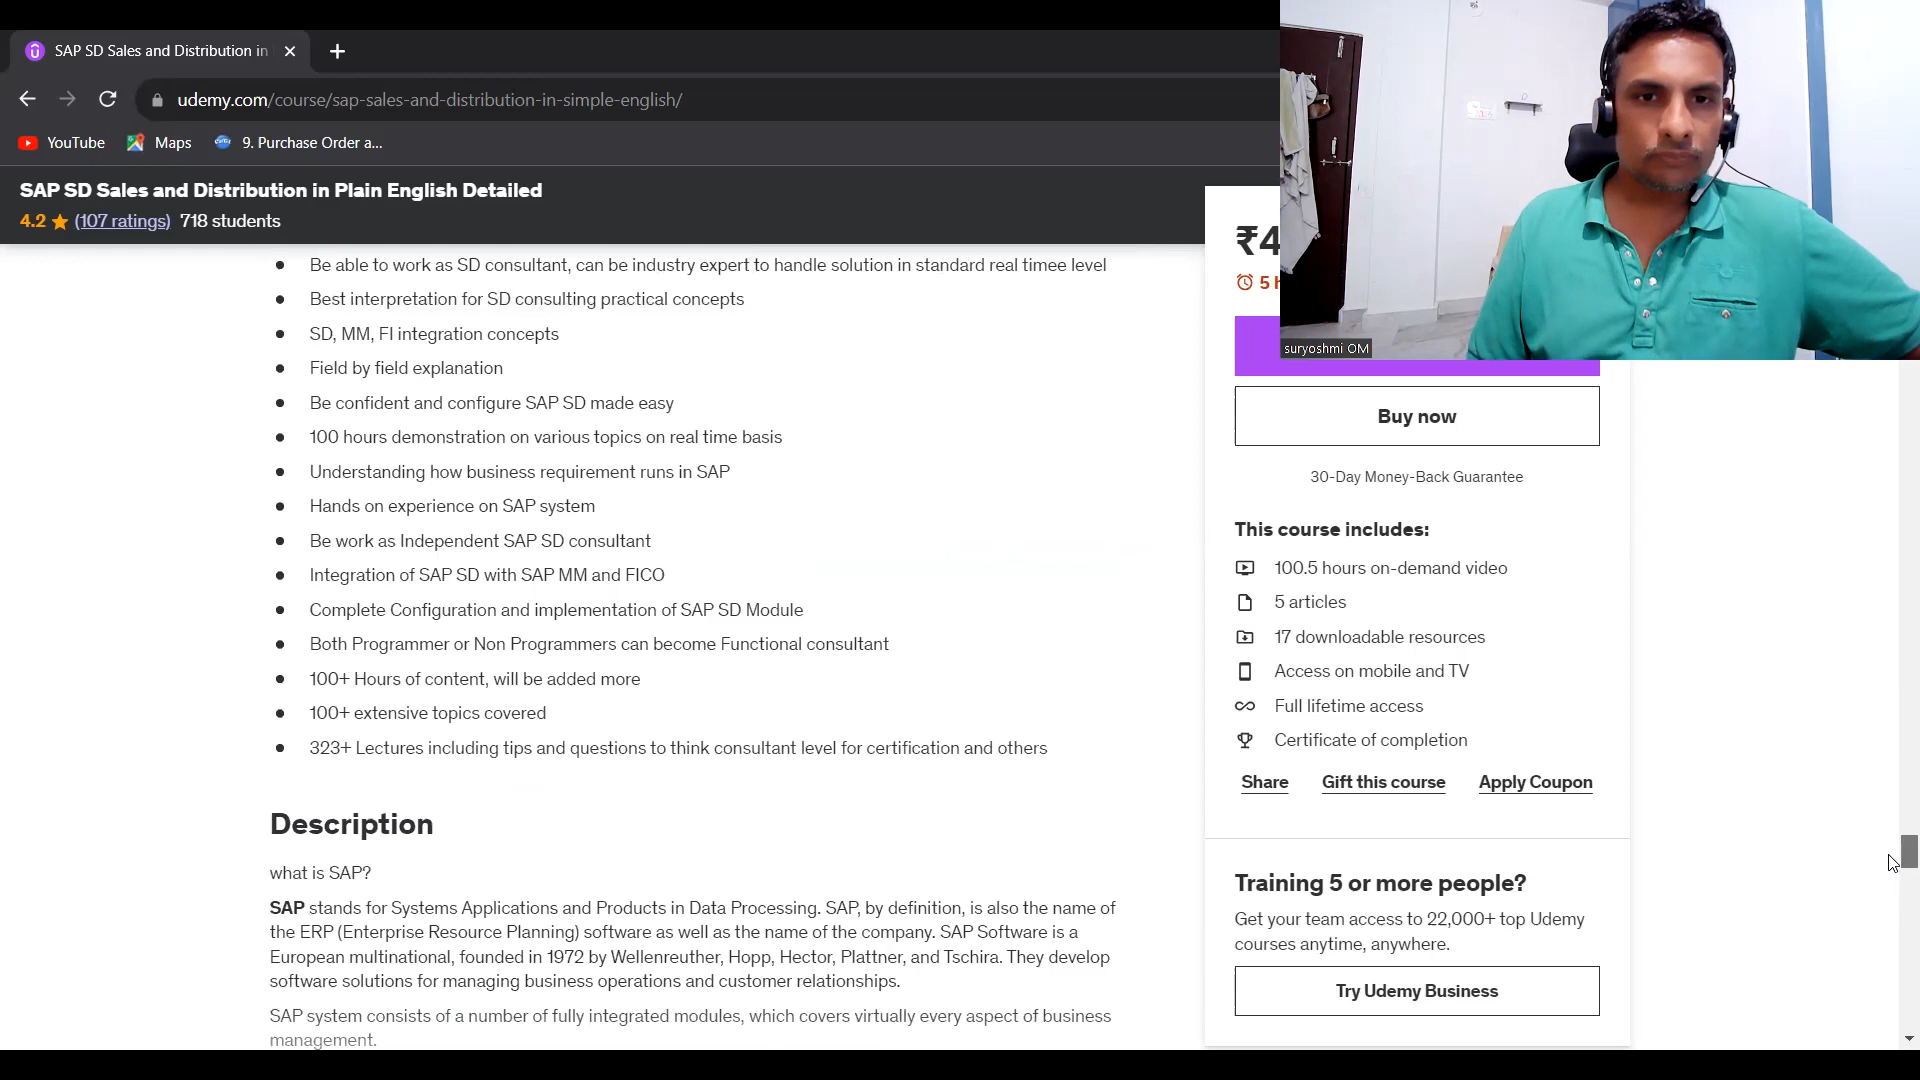 SAP SD Sales and Distribution in
udemy.com/course/sap-sales-and-distribution-in-simple-english/
YouTube
Maps
9. Purchase Order a...
SAP SD Sales and Distribution in Plain English Detailed
4.2 (107 ratings) 718 students
Be able to work as SD consultant, can be industry expert to handle solution in standard real timee level
Best interpretation for SD consulting practical concepts
SD, MM, FI integration concepts
Field by field explanation
Be confident and configure SAP SD made easy
100 hours demonstration on various topics on real time basis
Understanding how business requirement runs in SAP
Hands on experience on SAP system
Be work as Independent SAP SD consultant
Integration of SAP SD with SAP MM and FICO
Complete Configuration and implementation of SAP SD Module
Both Programmer or Non Programmers can become Functional consultant
100+ Hours of content, will be added more
100+ extensive topics covered
323+ Lectures including tips and questions to think consultant level for certification and others
Description
what is SAP?
SAP stands for Systems Applications and Products in Data Processing. SAP, by definition, is also the name of
the ERP (Enterprise Resource Planning) software as well as the name of the company. SAP Software is a
European multinational, founded in 1972 by Wellenreuther, Hopp, Hector, Plattner, and Tschira. They develop
software solutions for managing business operations and customer relationships.
SAP system consists of a number of fully integrated modules, which covers virtually every aspect of business
management.
₹4
5
suryoshmi OM
Buy now
30-Day Money-Back Guarantee
This course includes:
100.5 hours on-demand video
5 articles
17 downloadable resources
Access on mobile and TV
Full lifetime access
Certificate of completion
Share
Gift this course
Apply Coupon
Training 5 or more people?
Get your team access to 22,000+ top Udemy
courses anytime, anywhere.
Try Udemy Business